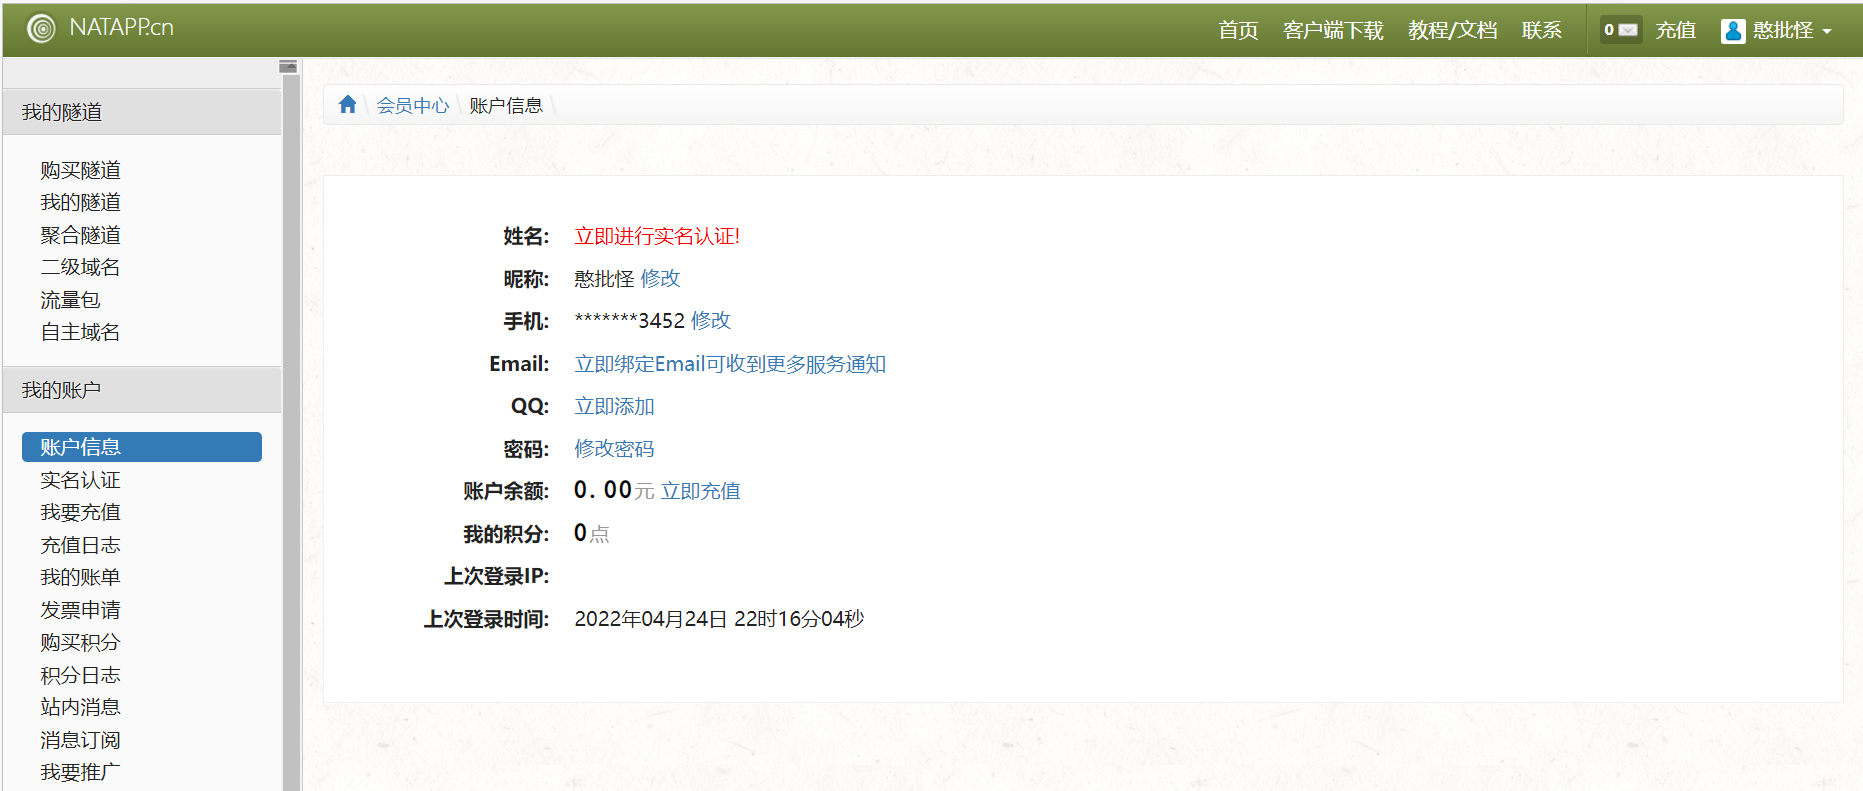 NATAPP.cn
首页 客户端下载 教程/文档 联系 0 充值 憨批怪
我的隧道
购买隧道
我的隧道
聚合隧道
二级域名
流量包
自主域名
我的账户
账户信息
实名认证
我要充值
充值日志
我的账单
发票申请
购买积分
积分日志
站内消息
消息订阅
我要推广
会员中心 \ 账户信息 \
姓名: 立即进行实名认证!
昵称: 憨批怪 修改
手机: *******3452 修改
Email: 立即绑定Email可收到更多服务通知
QQ: 立即添加
密码: 修改密码
账户余额: 0.00元 立即充值
我的积分: 0点
上次登录IP:
上次登录时间: 2022年04月24日 22时16分04秒